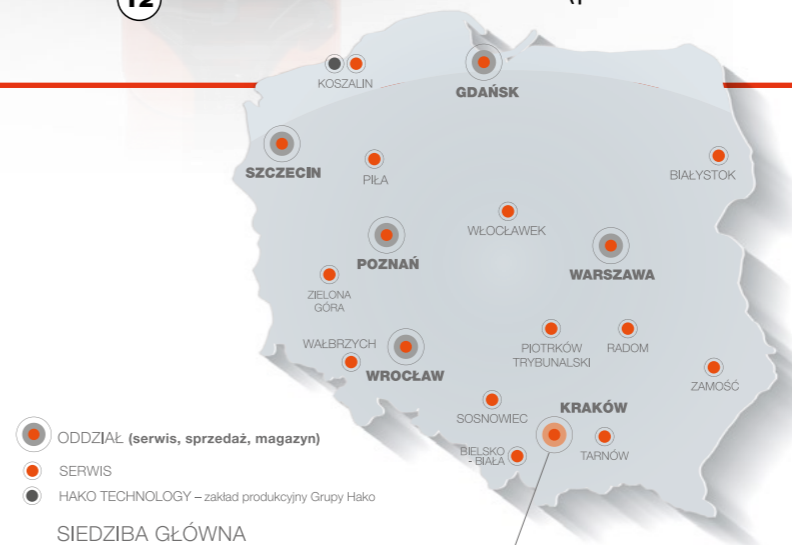 12
KOSZALIN
GDAŃSK
SZCZECIN
PIŁA
BIAŁYSTOK
WŁOCŁAWEK
POZNAŃ
WARSZAWA
ZIELONA
GÓRA
WAŁBRZYCH
WROCŁAW
PIOTRKÓW
TRYBUNALSKI
RADOM
ZAMOŚĆ
SOSNOWIEC
KRAKÓW
BIELSKO
- BIAŁA
TARNÓW
ODDZIAŁ (serwis, sprzedaż, magazyn)
SERWIS
HAKO TECHNOLOGY – zakład produkcyjny Grupy Hako
SIEDZIBA GŁÓWNA